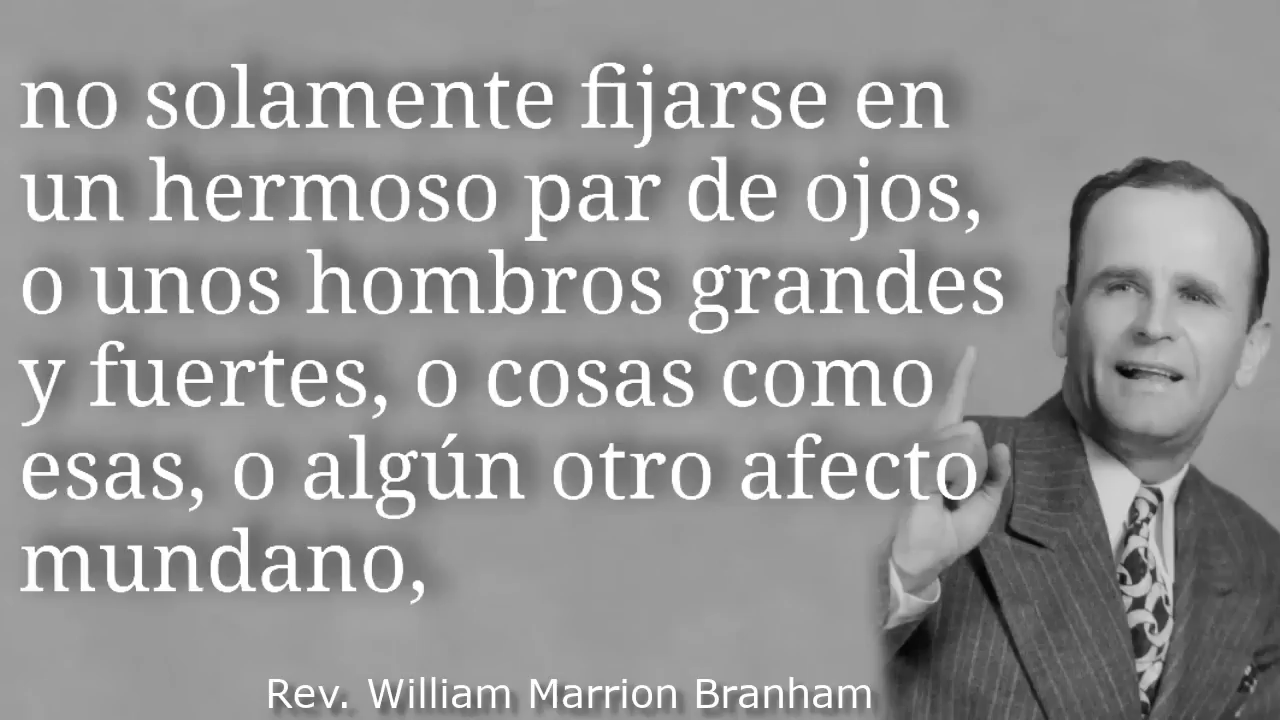 no solamente fijarse en
un hermoso par de ojos,
o unos hombros grandes
y fuertes, o cosas como
esas, o algún otro afecto
mundano,
Rev. William Marrion Branham